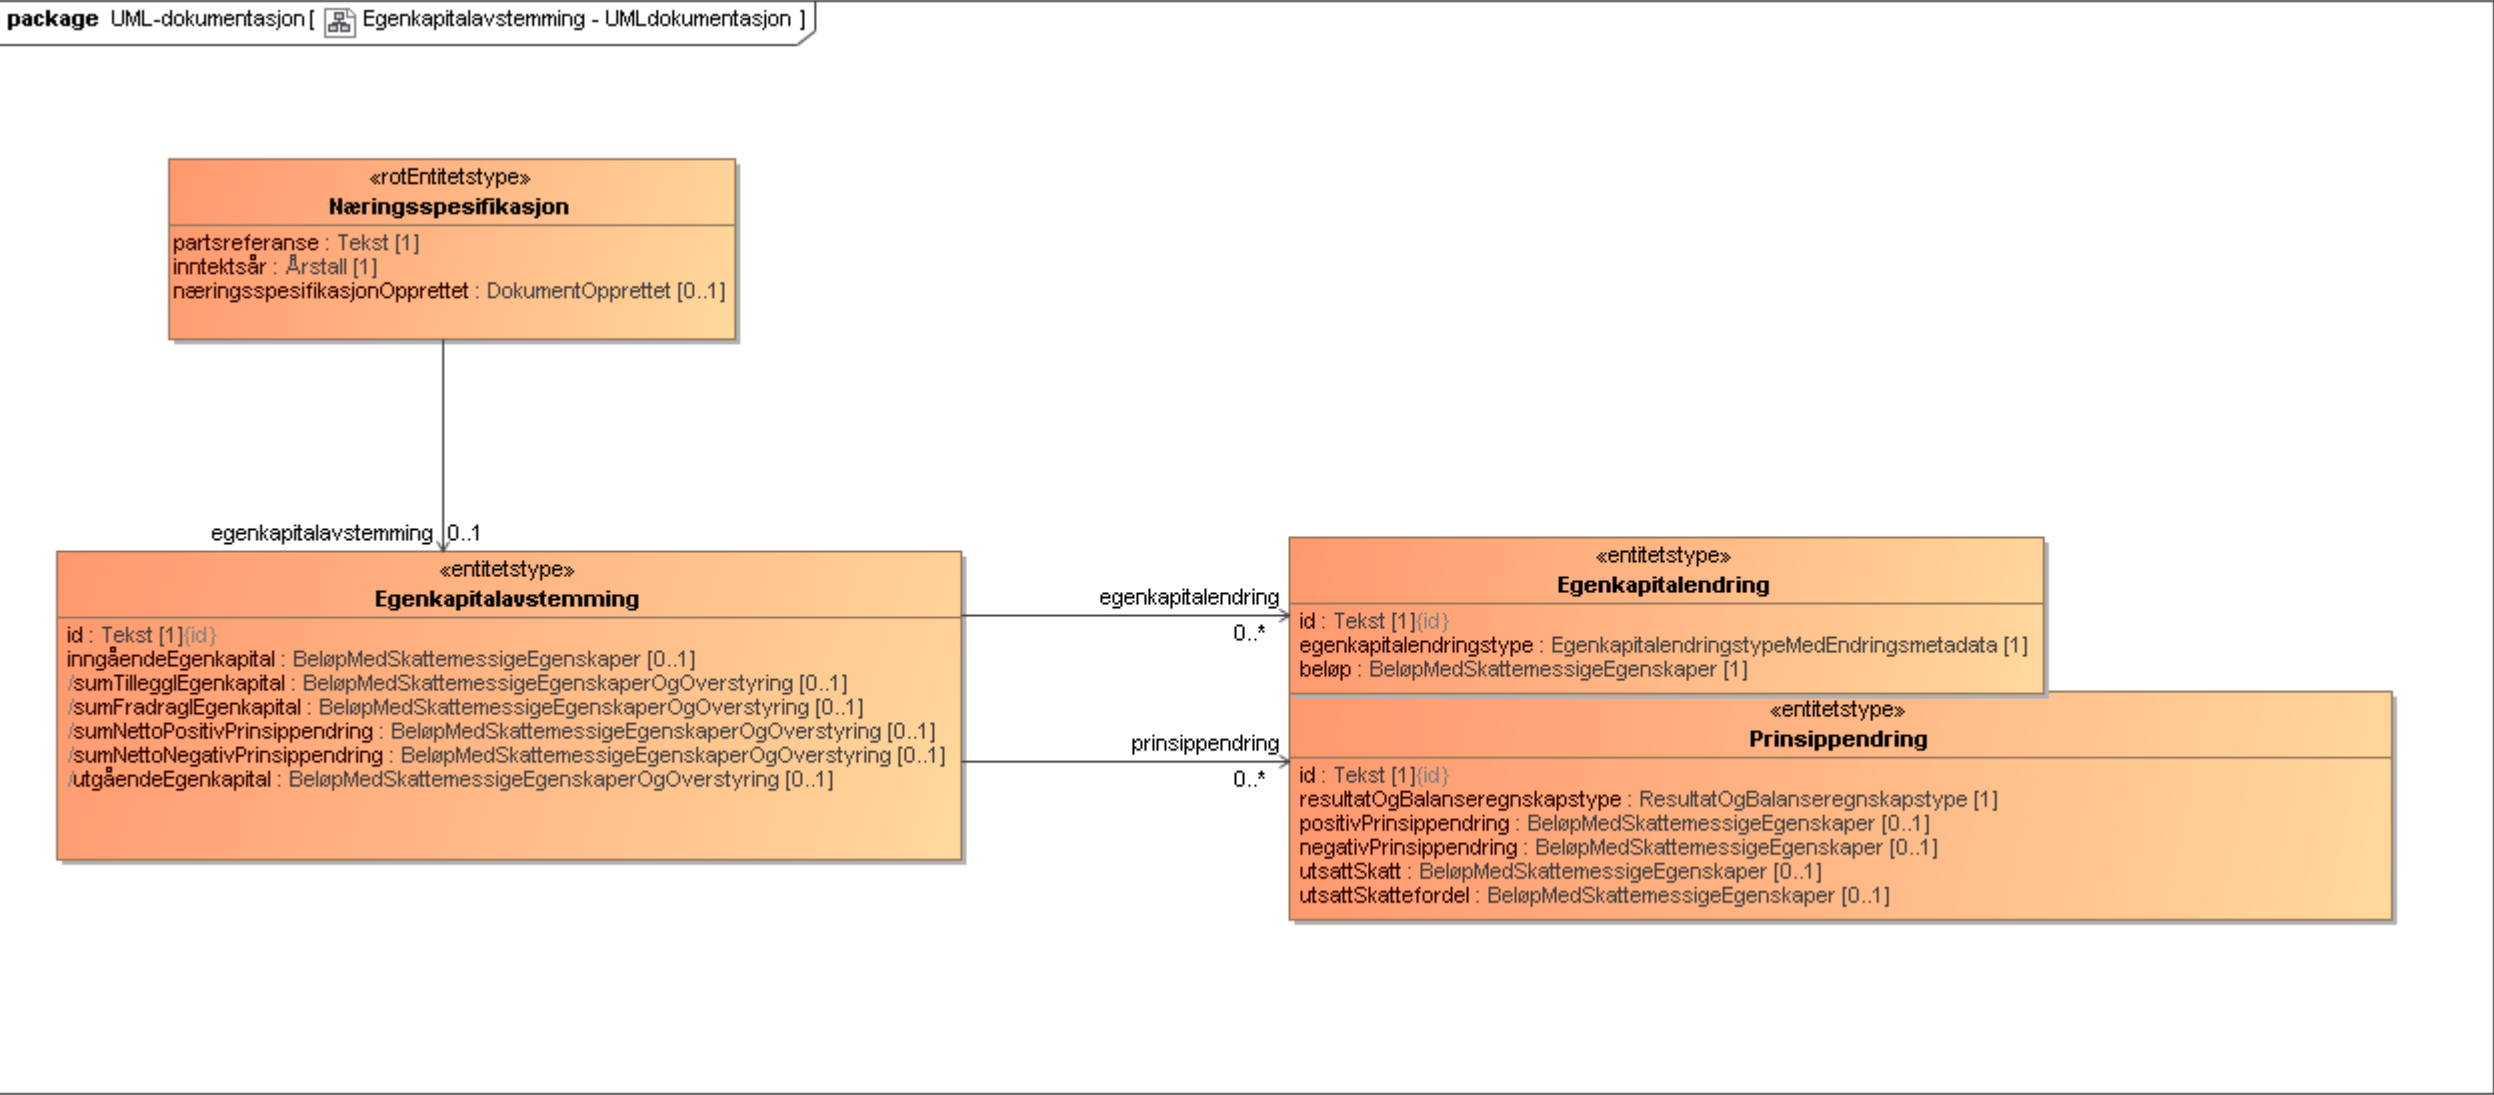 package UML-dokumentasjon [ Egenkapitalavstemming - UMLdokumentasjon ]
«rotEntitetstype»
Næringsspesifikasjon
partsreferanse : Tekst [1]
inntektsår : Årstall [1]
næringsspesifikasjonOpprettet : DokumentOpprettet [0..1]
egenkapitalavstemming 0..1
«entitetstype»
Egenkapitalavstemming
id : Tekst [1]{id}
inngåendeEgenkapital : BeløpMedSkattemessigeEgenskaper [0..1]
/sumTilleggIEgenkapital : BeløpMedSkattemessigeEgenskaperOgOverstyring [0..1]
/sumFradragIEgenkapital : BeløpMedSkattemessigeEgenskaperOgOverstyring [0..1]
/sumNettoPositivPrinsippendring : BeløpMedSkattemessigeEgenskaperOgOverstyring [0..1]
/sumNettoNegativPrinsippendring : BeløpMedSkattemessigeEgenskaperOgOverstyring [0..1]
/utgåendeEgenkapital : BeløpMedSkattemessigeEgenskaperOgOverstyring [0..1]
egenkapitalendring
0..*
prinsippendring
0..*
«entitetstype»
Egenkapitalendring
id : Tekst [1]{id}
egenkapitalendringstype : EgenkapitalendringstypeMedEndringsmetadata [1]
beløp : BeløpMedSkattemessigeEgenskaper [1]
«entitetstype»
Prinsippendring
id : Tekst [1]{id}
resultatOgBalanseregnskapstype : ResultatOgBalanseregnskapstype [1]
positivPrinsippendring : BeløpMedSkattemessigeEgenskaper [0..1]
negativPrinsippendring : BeløpMedSkattemessigeEgenskaper [0..1]
utsattSkatt : BeløpMedSkattemessigeEgenskaper [0..1]
utsattSkattefordel : BeløpMedSkattemessigeEgenskaper [0..1]